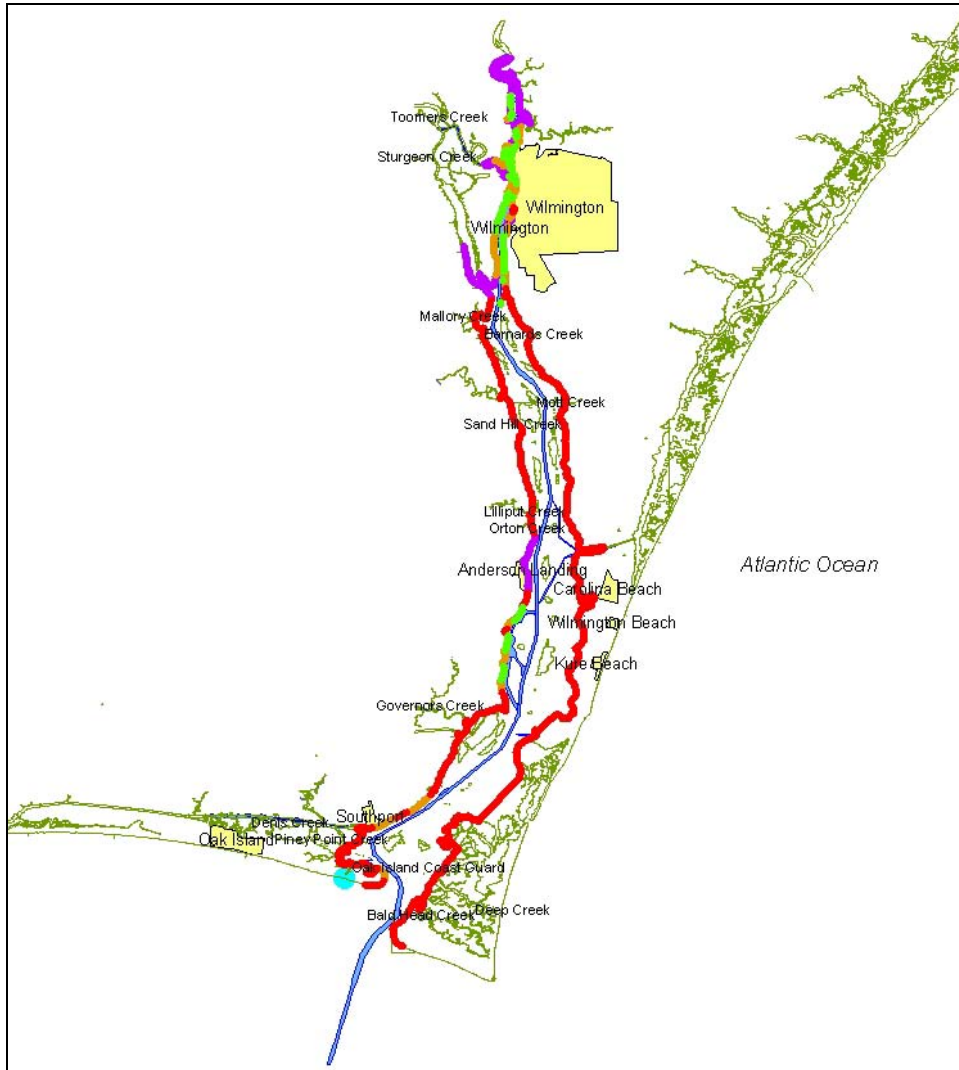 Toomers Creek
Sturgeon Creek
Wilmington
Wilmington
Mallory Creek
Barnards Creek
Mott Creek
Sand Hill Creek
Lilliput Creek
Orton Creek
Anderson Landing
Atlantic Ocean
Carolina Beach
Wilmington Beach
Kure Beach
Governors Creek
Southport
Denis Creek
Oak Island
Piney Point Creek
Oak Island Coast Guard
Bald Head Creek
Deep Creek